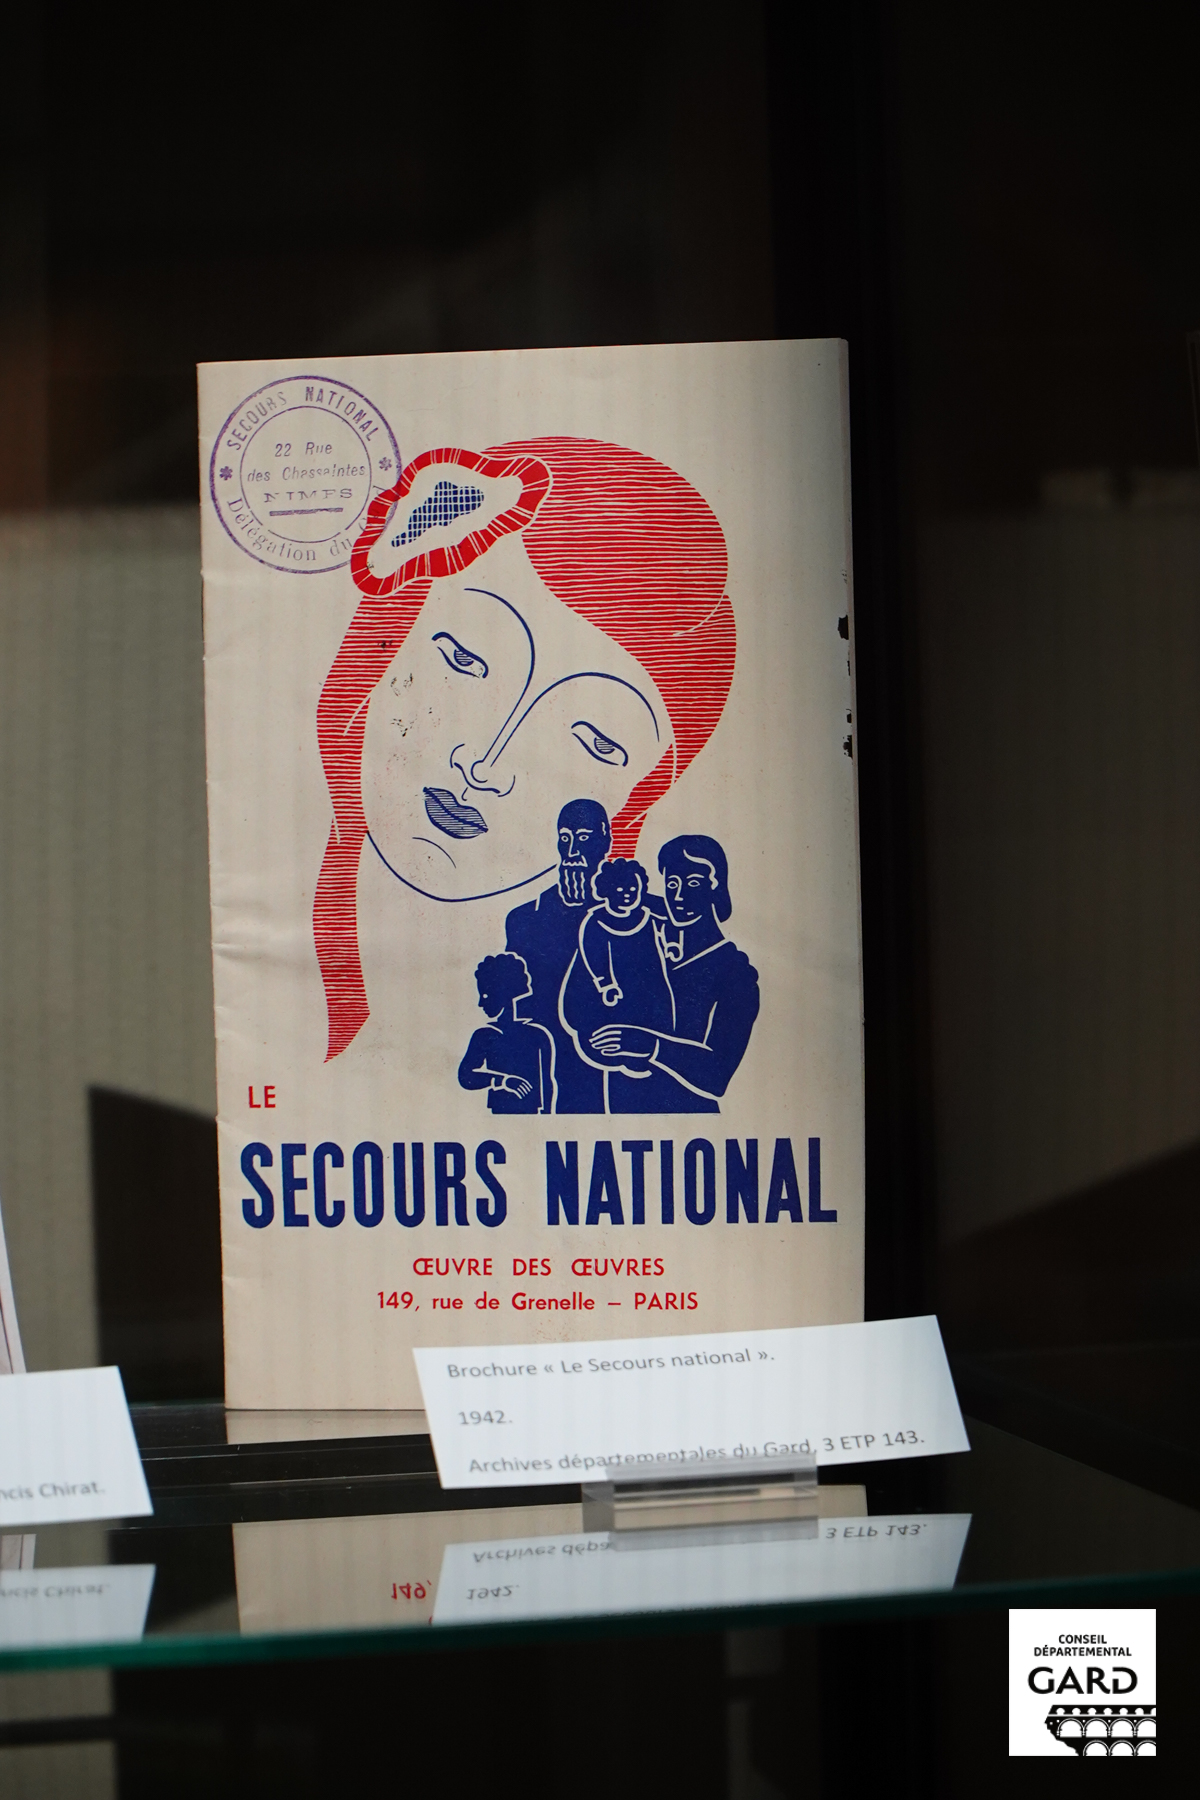 SECOURS NATIONAL
22 Rue
des Chassaintes
NIMES
Délégation du
LE
SECOURS NATIONAL
ŒUVRE DES ŒUVRES
149, rue de Grenelle – PARIS
Brochure « Le Secours national ».
1942.
Archives départementales du Gard, 3 ETP 143.
ncis Chirat.
CONSEIL
DÉPARTEMENTAL
GARD